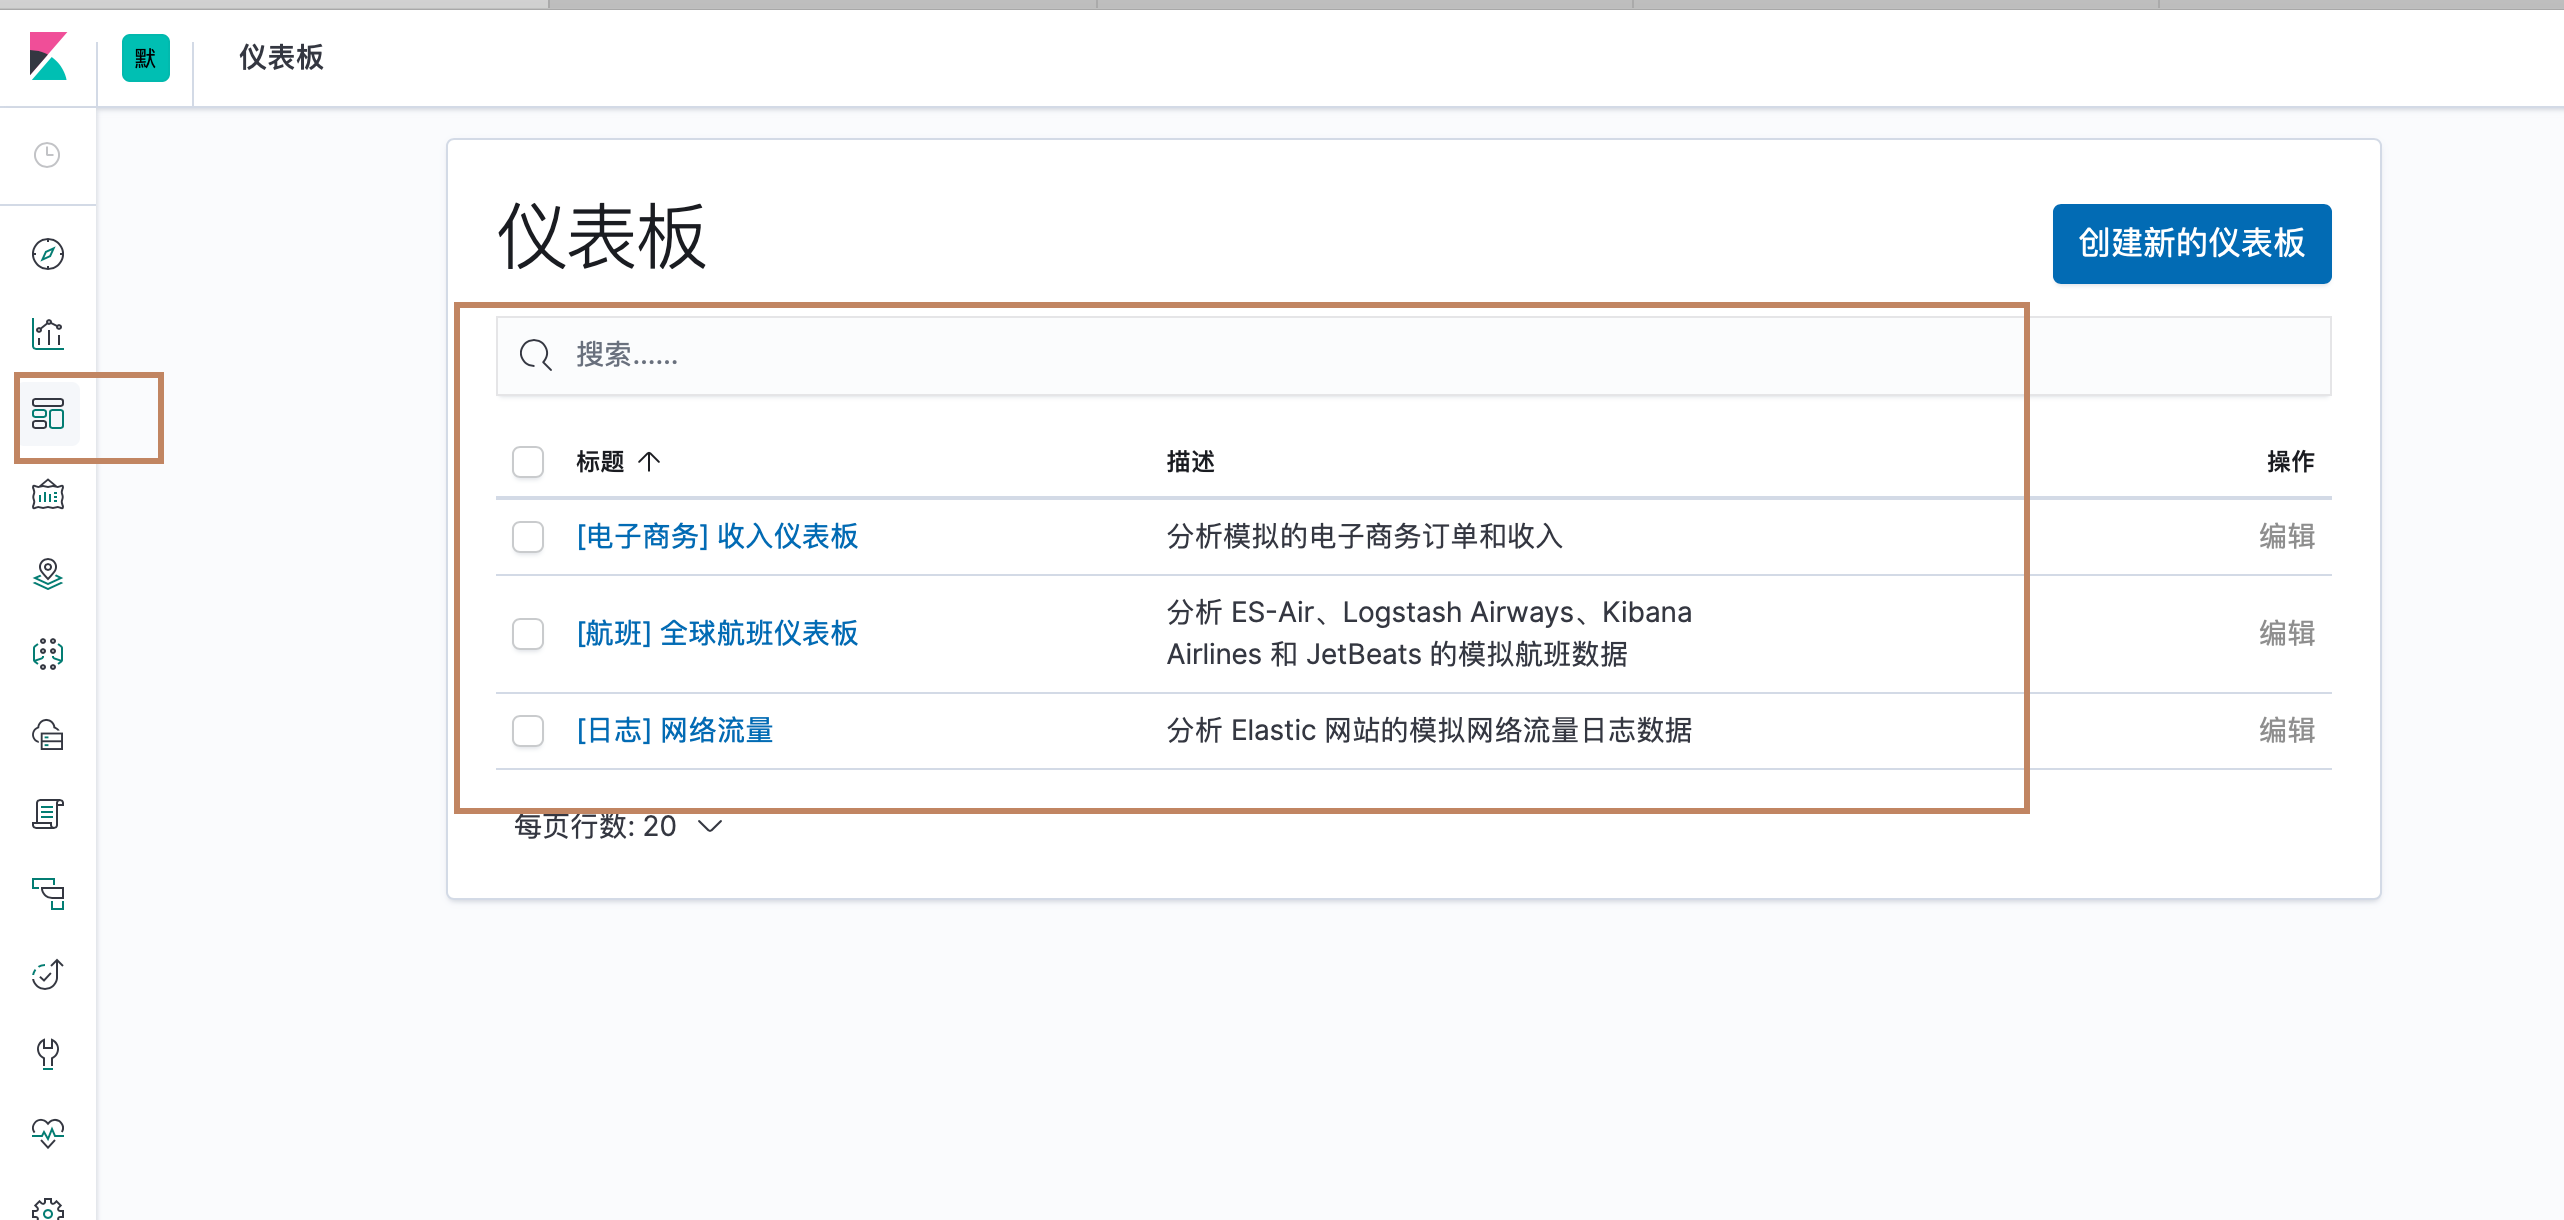 默 仪表板
仪表板
创建新的仪表板
搜索......
标题 描述 操作
[电子商务] 收入仪表板 分析模拟的电子商务订单和收入 编辑
[航班] 全球航班仪表板 分析 ES-Air、Logstash Airways、Kibana
Airlines 和 JetBeats 的模拟航班数据 编辑
[日志] 网络流量 分析 Elastic 网站的模拟网络流量日志数据 编辑
每页行数: 20